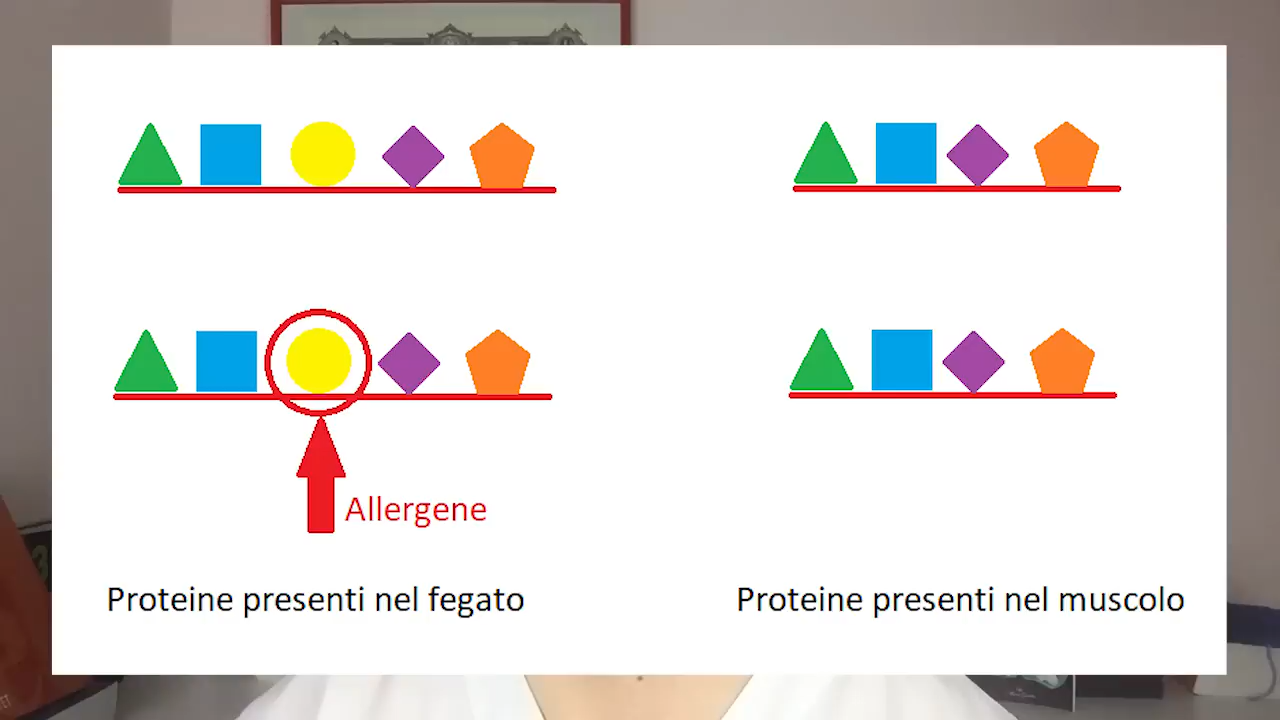 Allergene
Proteine presenti nel fegato
Proteine presenti nel muscolo